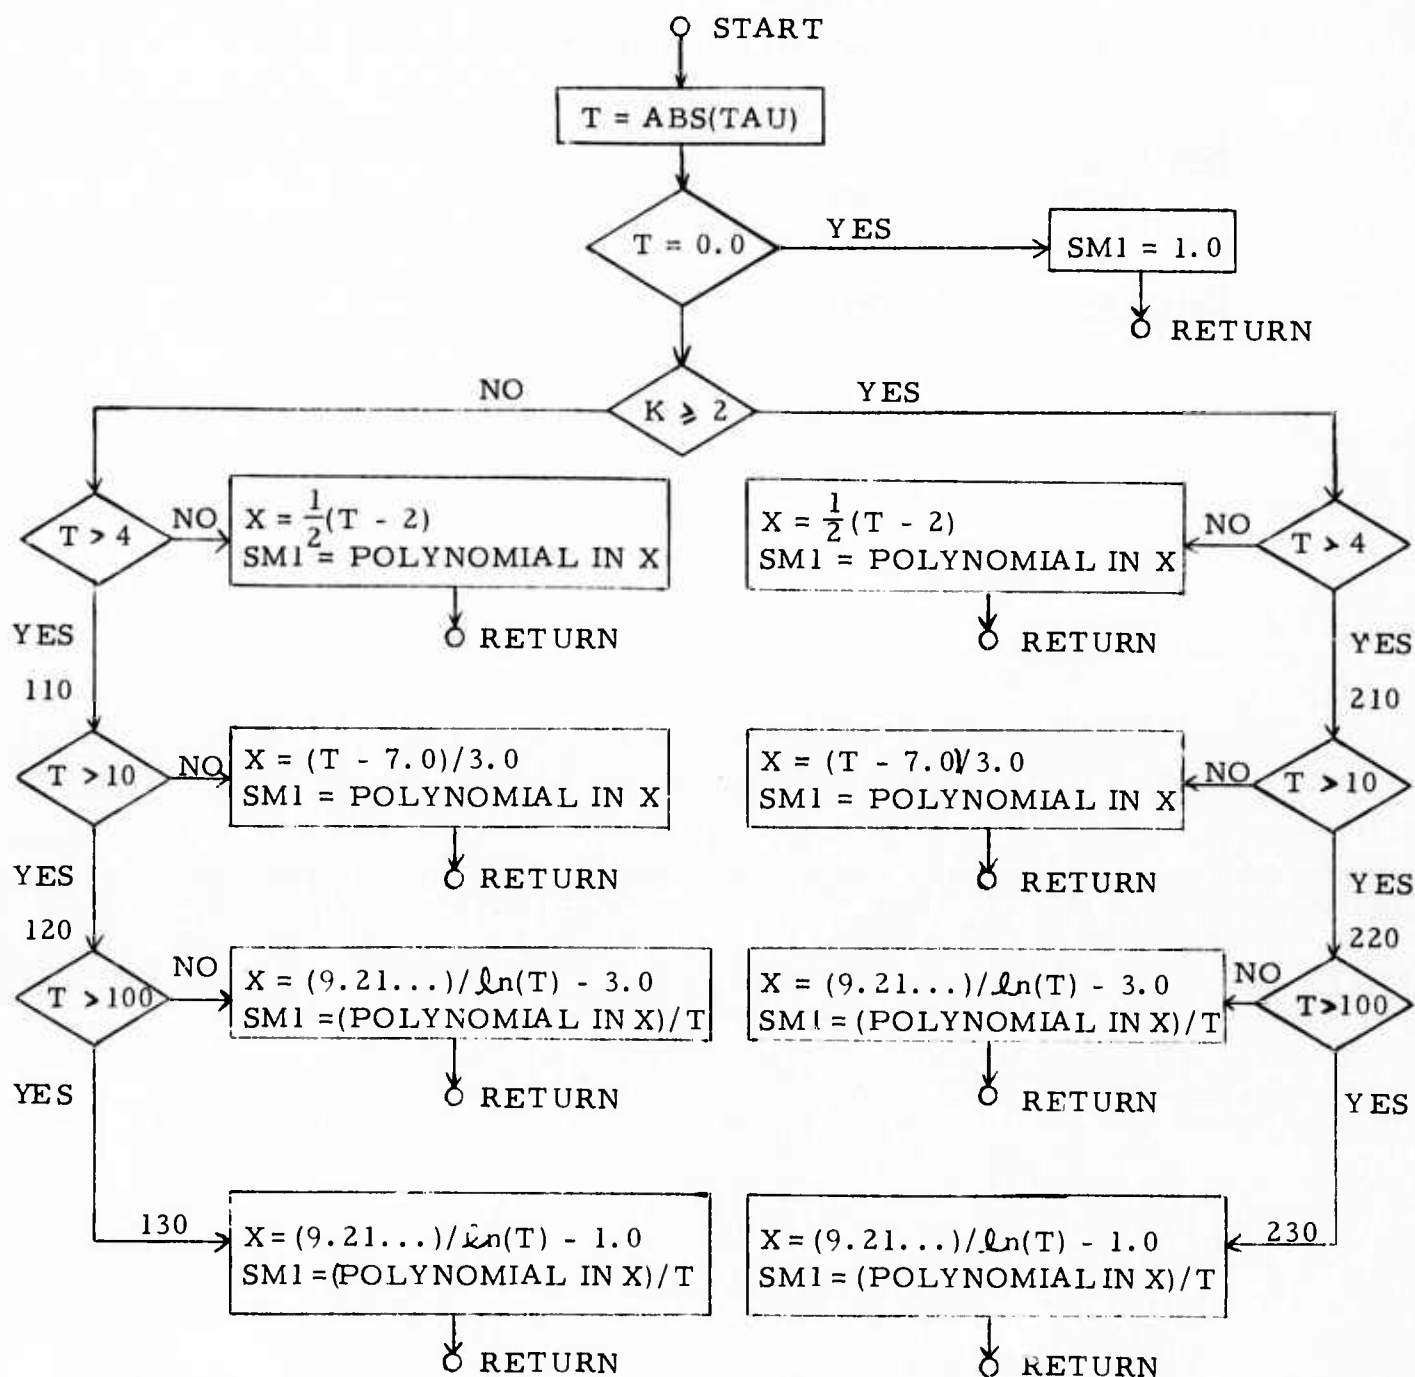 START
T = ABS(TAU)
T = 0.0
YES
SM1 = 1.0
RETURN
K ⩾ 2
NO
YES
T > 4
NO
X = 1/2(T - 2)
SM1 = POLYNOMIAL IN X
RETURN
X = 1/2(T - 2)
SM1 = POLYNOMIAL IN X
RETURN
NO
T > 4
YES
110
YES
210
T > 10
NO
X = (T - 7.0)/3.0
SM1 = POLYNOMIAL IN X
RETURN
X = (T - 7.0)/3.0
SM1 = POLYNOMIAL IN X
RETURN
NO
T > 10
YES
120
YES
220
T > 100
NO
X = (9.21...)/ln(T) - 3.0
SM1 =(POLYNOMIAL IN X)/T
RETURN
X = (9.21...)/ln(T) - 3.0
SM1 =(POLYNOMIAL IN X)/T
RETURN
NO
T>100
YES
YES
130
X = (9.21...)/ln(T) - 1.0
SM1 =(POLYNOMIAL IN X)/T
RETURN
X = (9.21...)/ln(T) - 1.0
SM1 = (POLYNOMIAL IN X)/T
RETURN
230